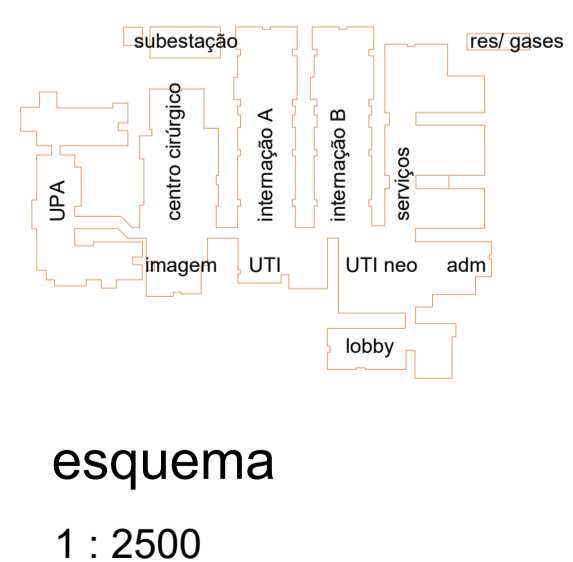 subestação
res/ gases
centro cirúrgico
internação A
internação B
serviços
UPA
imagem
UTI
UTI neo
adm
lobby
esquema
1 : 2500